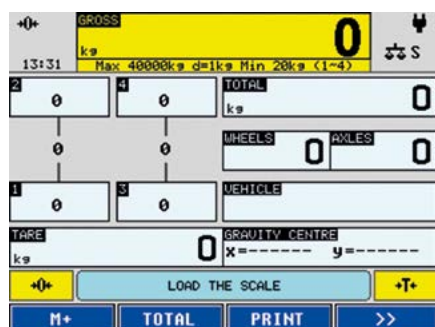 →0← GROSS 0
kg
13:31 Max 40000kg d=1kg Min 20kg (1~4) S
2 0 4 0 TOTAL kg 0
0 0 WHEELS 0 AXLES 0
1 0 3 0 VEHICLE
TARE kg 0 GRAVITY CENTRE
x=------ y=------
→0← LOAD THE SCALE →T←
M+ TOTAL PRINT >>